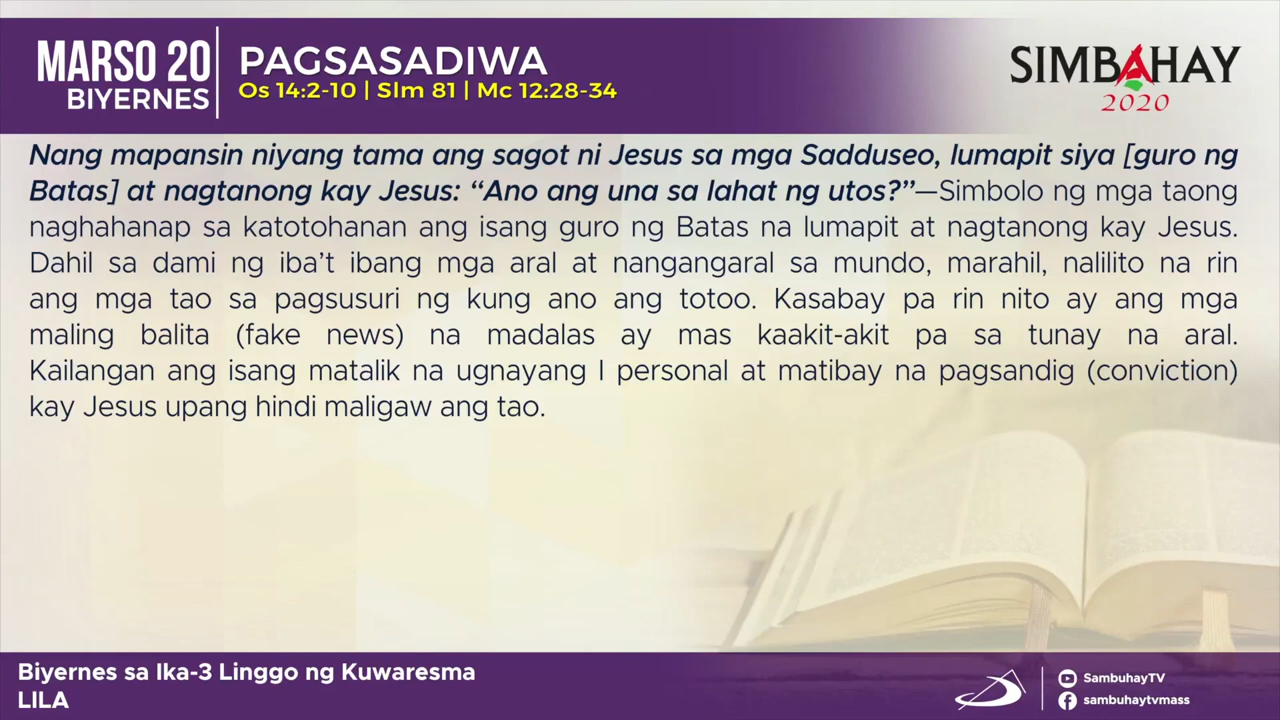 MARSO 20
BIYERNES
PAGSASADIWA
Os 14:2-10 | Slm 81 | Mc 12:28-34
SIMBAHAY
2020
Nang mapansin niyang tama ang sagot ni Jesus sa mga Sadduseo, lumapit siya [guro ng
Batas] at nagtanong kay Jesus: “Ano ang una sa lahat ng utos?”—Simbolo ng mga taong
naghahanap sa katotohanan ang isang guro ng Batas na lumapit at nagtanong kay Jesus.
Dahil sa dami ng iba’t ibang mga aral at nangangaral sa mundo, marahil, nalilito na rin
ang mga tao sa pagsusuri ng kung ano ang totoo. Kasabay pa rin nito ay ang mga
maling balita (fake news) na madalas ay mas kaakit-akit pa sa tunay na aral.
Kailangan ang isang matalik na ugnayang I personal at matibay na pagsandig (conviction)
kay Jesus upang hindi maligaw ang tao.
Biyernes sa Ika-3 Linggo ng Kuwaresma
LILA
SambuhayTV
sambuhaytvmass